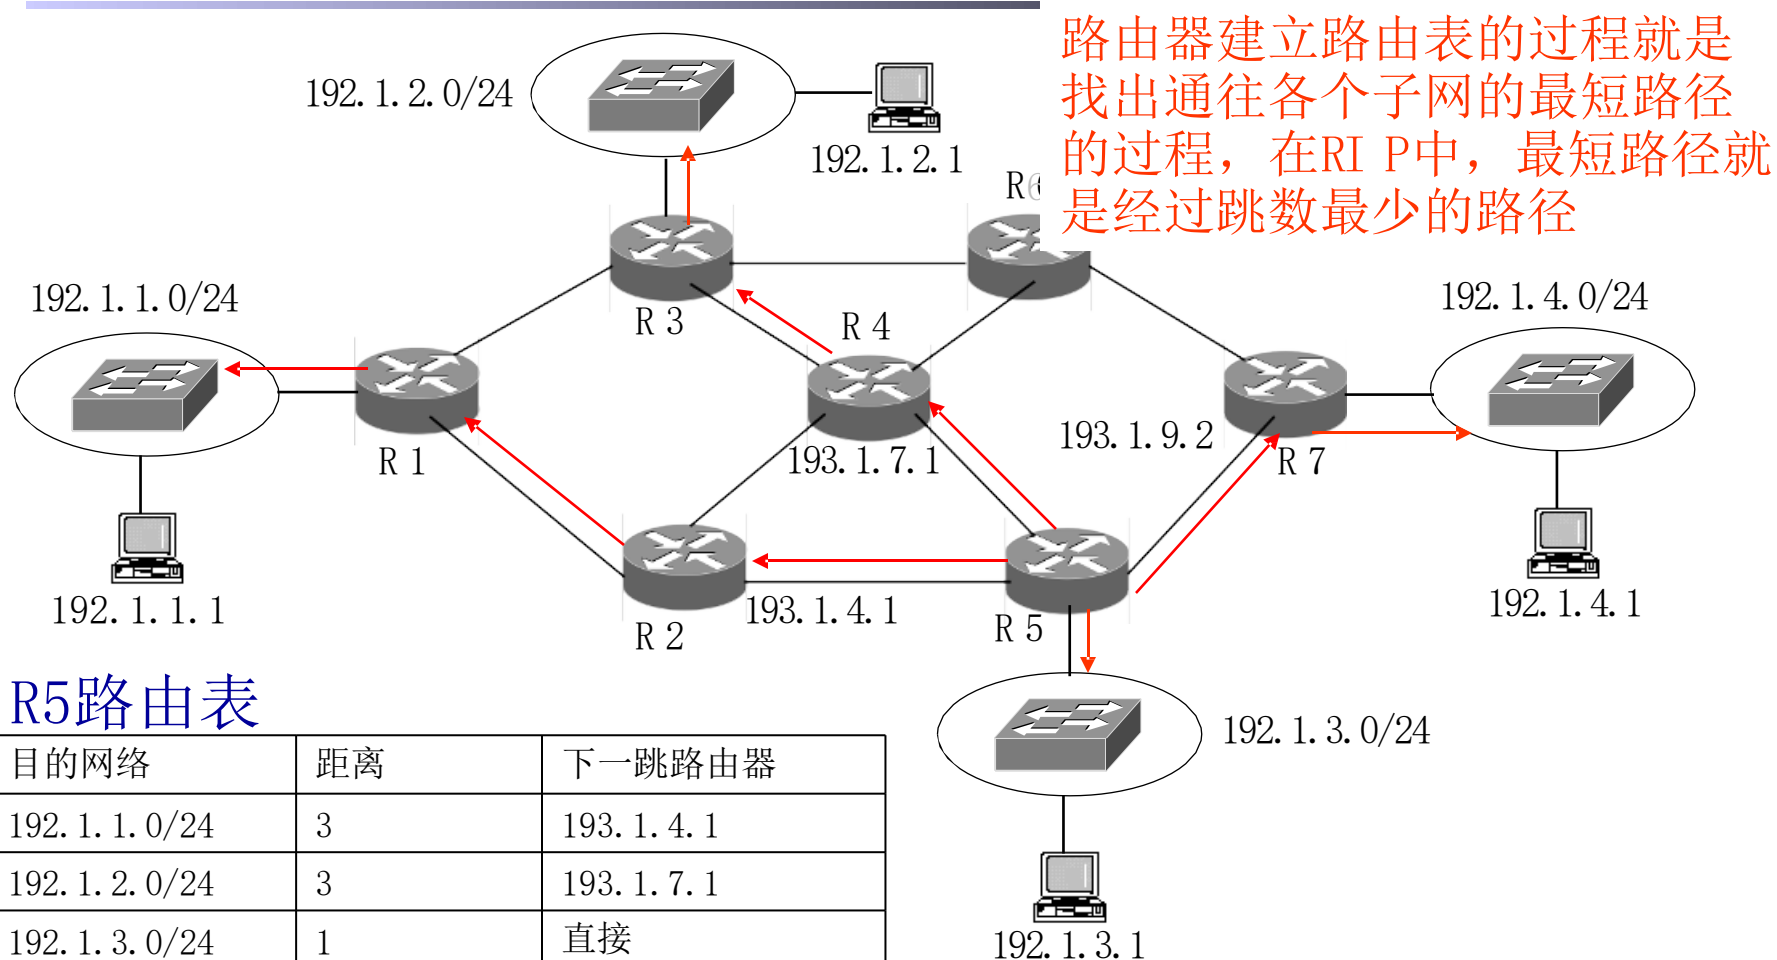 路由器建立路由表的过程就是
找出通往各个子网的最短路径
的过程，在RI P中，最短路径就
是经过跳数最少的路径
192.1.2.0/24
192.1.2.1
R6
192.1.1.0/24
R 3
R 4
192.1.4.0/24
R 1
193.1.7.1
193.1.9.2
R 7
192.1.1.1
R 2
193.1.4.1
R 5
192.1.4.1
R5路由表
192.1.3.0/24
目的网络 距离 下一跳路由器
192.1.1.0/24 3 193.1.4.1
192.1.2.0/24 3 193.1.7.1
192.1.3.0/24 1 直接
192.1.3.1